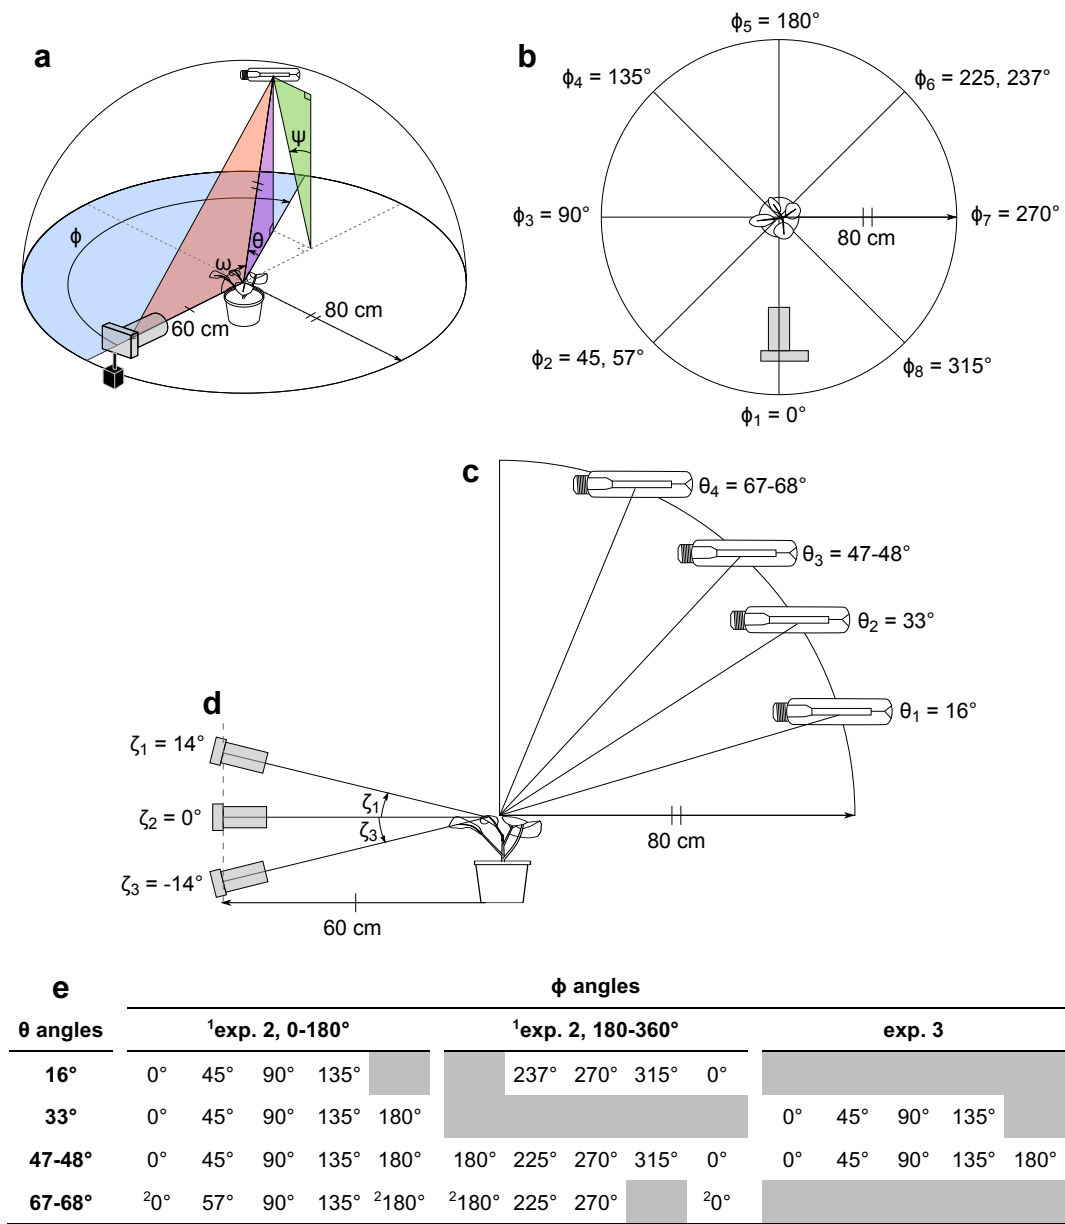 a
ψ
ϕ
θ
ω
60 cm
80 cm
b
ϕ5 = 180°
ϕ4 = 135°
ϕ6 = 225, 237°
ϕ3 = 90°
ϕ7 = 270°
80 cm
ϕ2 = 45, 57°
ϕ8 = 315°
ϕ1 = 0°
c
θ4 = 67-68°
θ3 = 47-48°
θ2 = 33°
θ1 = 16°
80 cm
d
ζ1 = 14°
ζ1
ζ2 = 0°
ζ3
ζ3 = -14°
60 cm
e
ϕ angles
θ angles 1exp. 2, 0-180° 1exp. 2, 180-360° exp. 3
16° 0° 45° 90° 135° 237° 270° 315° 0°
33° 0° 45° 90° 135° 180° 0° 45° 90° 135°
47-48° 0° 45° 90° 135° 180° 180° 225° 270° 315° 0° 0° 45° 90° 135° 180°
67-68° 20° 57° 90° 135° 2180° 2180° 225° 270° 20°